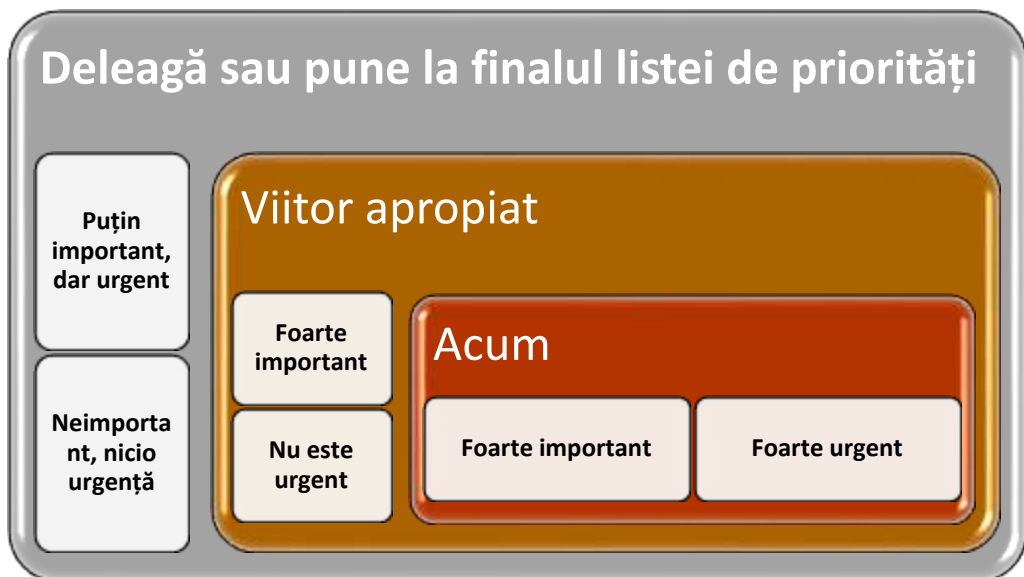 Deleagă sau pune la finalul listei de priorități
Puțin
important,
dar urgent
Neimporta
nt, nicio
urgență
Viitor apropiat
Foarte
important
Nu este
urgent
Acum
Foarte important
Foarte urgent